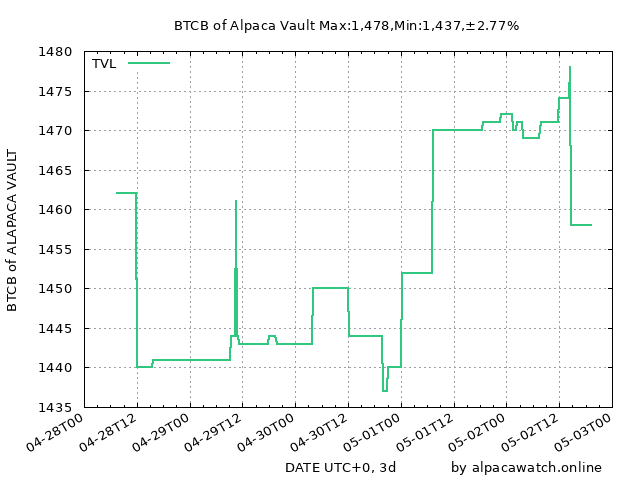 BTCB of Alpaca Vault Max:1,478,Min:1,437,±2.77%
TVL
1480
1475
1470
1465
1460
1455
1450
1445
1440
1435
BTCB of ALAPACA VAULT
04-28T00
04-28T12
04-29T00
04-29T12
04-30T00
04-30T12
05-01T00
05-01T12
05-02T00
05-02T12
05-03T00
DATE UTC+0, 3d
by alpacawatch.online